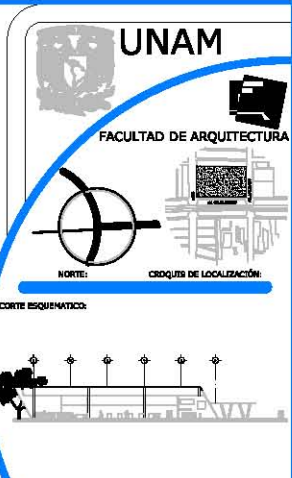 UNAM
FACULTAD DE ARQUITECTURA
NORTE:
CROQUIS DE LOCALIZACIÓN:
CORTE ESQUEMATICO: